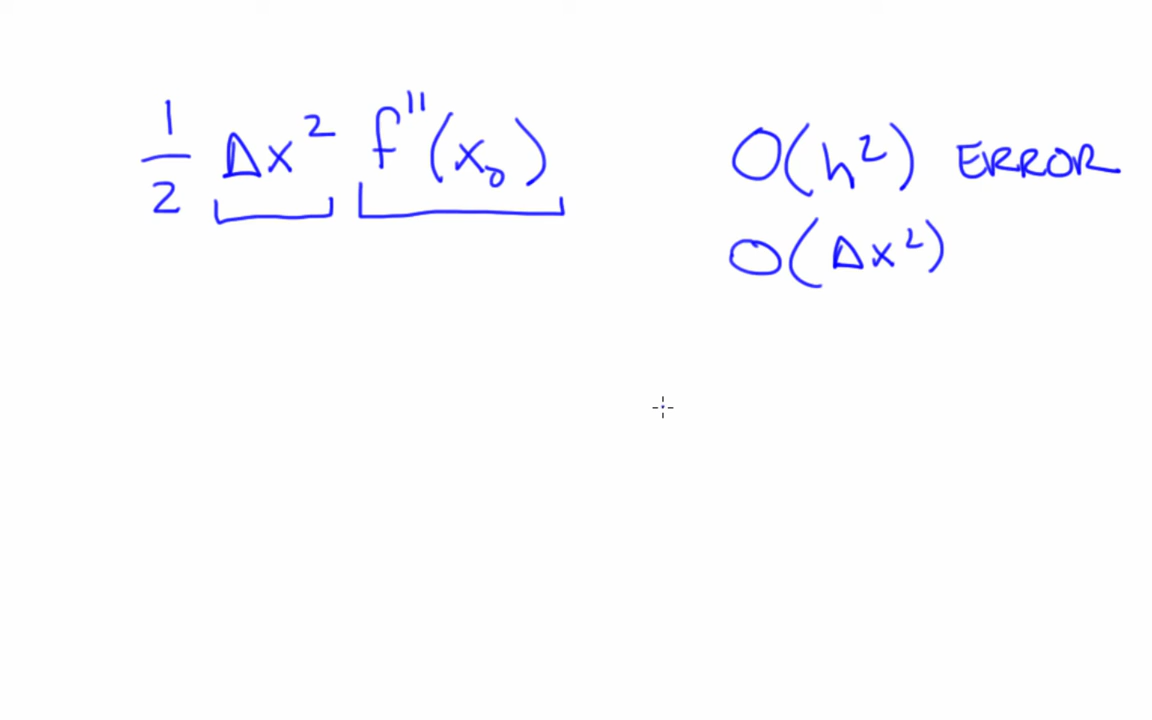 1/2 Δx² f''(x₀)
O(h²) ERROR
O(Δx²)